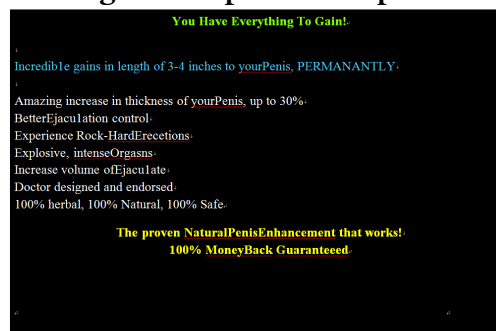 You Have Everything To Gain!
Incredib1e gains in length of 3-4 inches to yourPenis, PERMANANTLY
Amazing increase in thickness of yourPenis, up to 30%
BetterEjacu1ation control
Experience Rock-HardErecetions
Explosive, intenseOrgasns
Increase volume ofEjacu1ate
Doctor designed and endorsed
100% herbal, 100% Natural, 100% Safe
The proven NaturalPenisEnhancement that works!
100% MoneyBack Guaranteeed